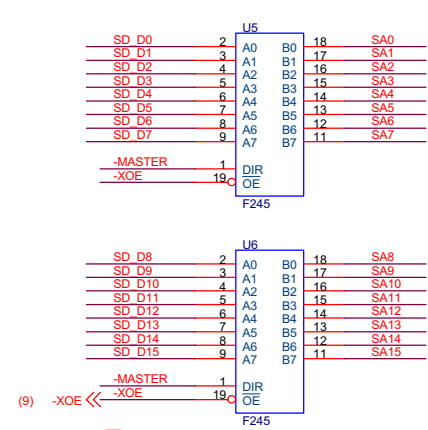 U5
SD_D0 2 A0 B0 18 SA0
SD_D1 3 A1 B1 17 SA1
SD_D2 4 A2 B2 16 SA2
SD_D3 5 A3 B3 15 SA3
SD_D4 6 A4 B4 14 SA4
SD_D5 7 A5 B5 13 SA5
SD_D6 8 A6 B6 12 SA6
SD_D7 9 A7 B7 11 SA7
-MASTER 1 DIR
-XOE 19 OE
F245
U6
SD_D8 2 A0 B0 18 SA8
SD_D9 3 A1 B1 17 SA9
SD_D10 4 A2 B2 16 SA10
SD_D11 5 A3 B3 15 SA11
SD_D12 6 A4 B4 14 SA12
SD_D13 7 A5 B5 13 SA13
SD_D14 8 A6 B6 12 SA14
SD_D15 9 A7 B7 11 SA15
-MASTER 1 DIR
(9) -XOE -XOE 19 OE
F245